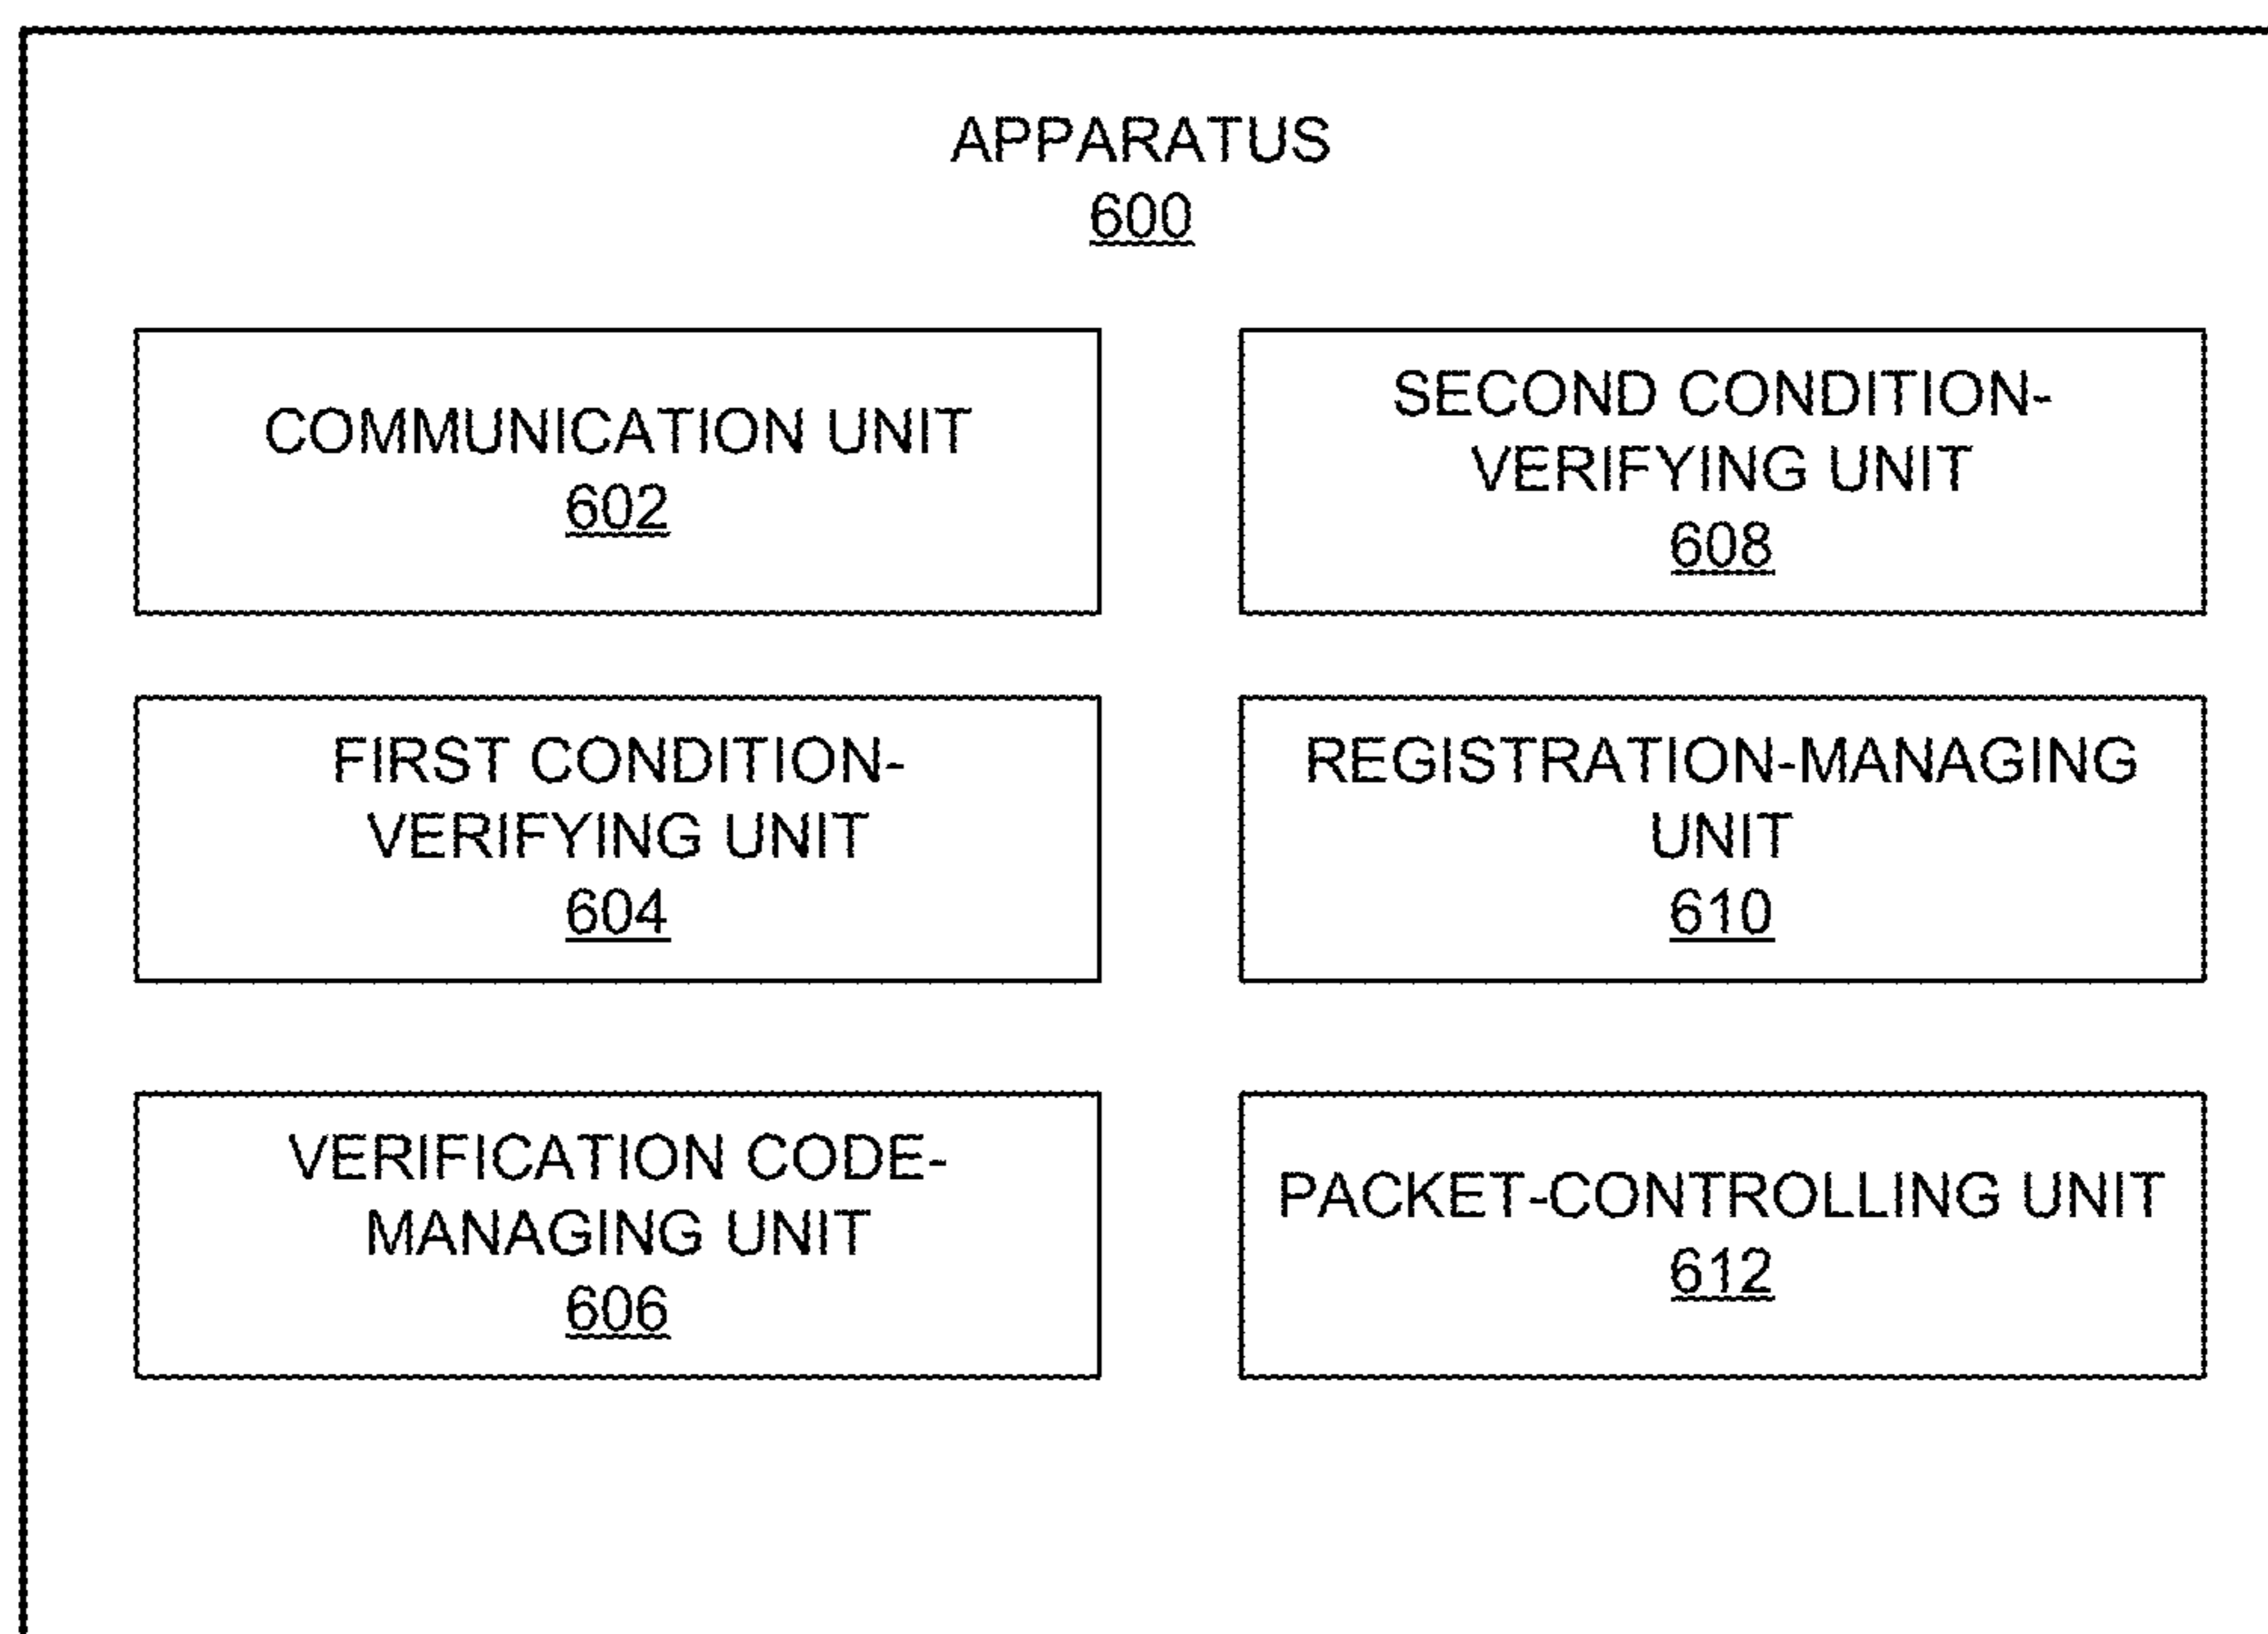 APPARATUS
600
COMMUNICATION UNIT
602
SECOND CONDITION-
VERIFYING UNIT
608
FIRST CONDITION-
VERIFYING UNIT
604
REGISTRATION-MANAGING
UNIT
610
VERIFICATION CODE-
MANAGING UNIT
606
PACKET-CONTROLLING UNIT
612